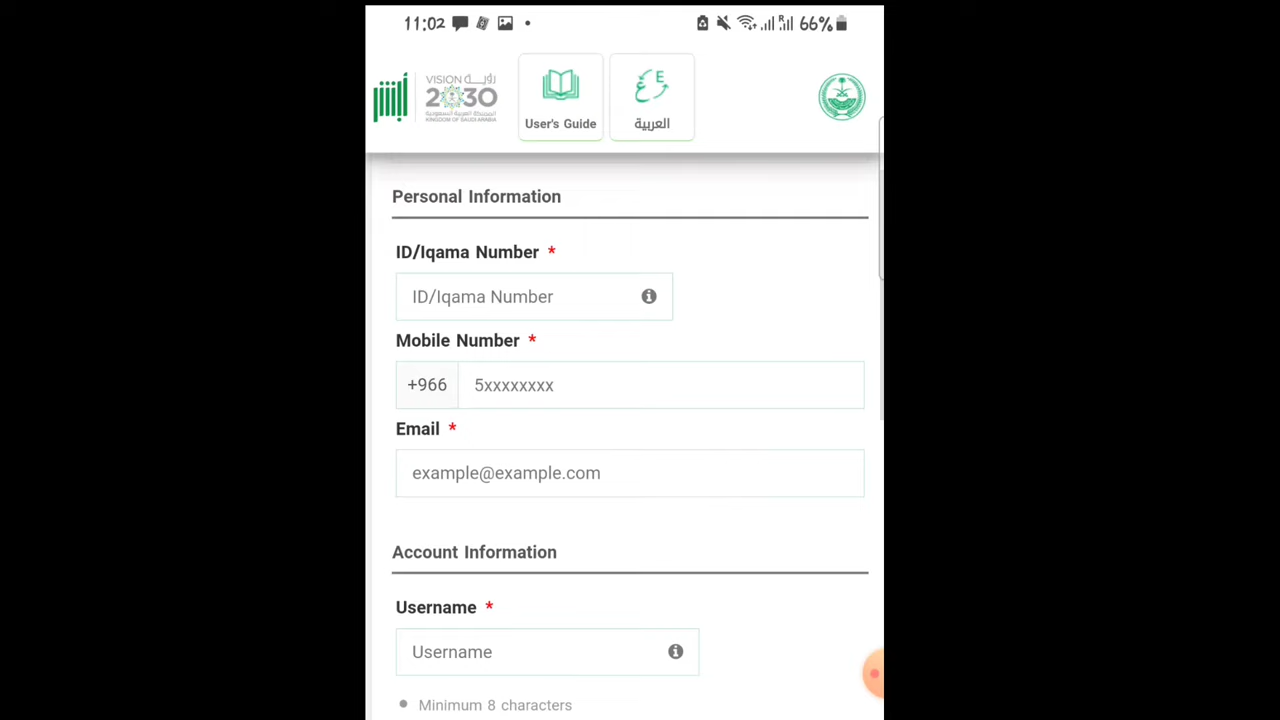 11:02
66%
أبشر
VISION رؤيــة
2030
المملكة العربية السعودية
KINGDOM OF SAUDI ARABIA
User's Guide
E
ع
العربية
Personal Information
ID/Iqama Number *
ID/Iqama Number
Mobile Number *
+966 5xxxxxxxx
Email *
example@example.com
Account Information
Username *
Username
Minimum 8 characters